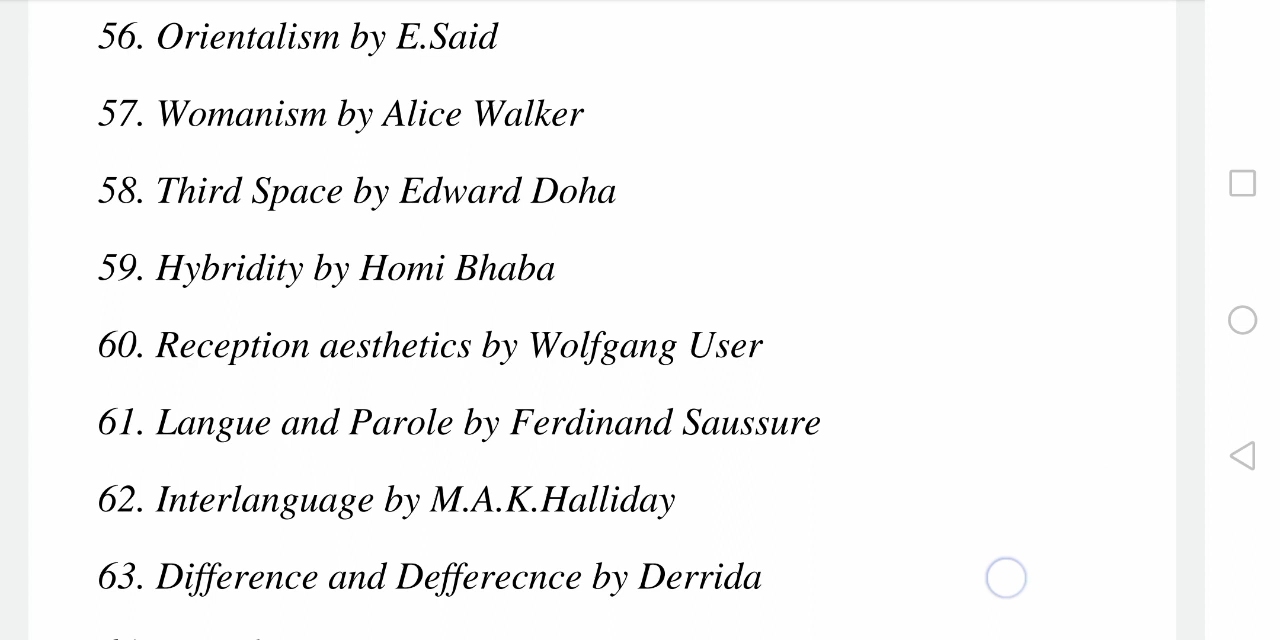 56. Orientalism by E.Said
57. Womanism by Alice Walker
58. Third Space by Edward Doha
59. Hybridity by Homi Bhaba
60. Reception aesthetics by Wolfgang User
61. Langue and Parole by Ferdinand Saussure
62. Interlanguage by M.A.K.Halliday
63. Difference and Defferecnce by Derrida